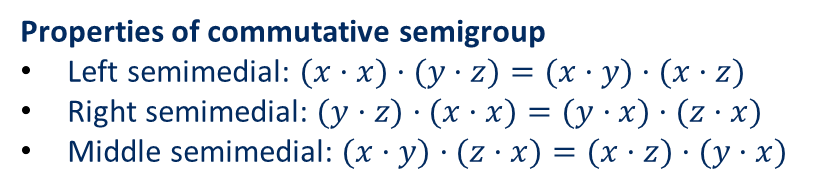 Properties of commutative semigroup
• Left semimedial: (𝑥 · 𝑥) · (𝑦 · 𝑧) = (𝑥 · 𝑦) · (𝑥 · 𝑧)
• Right semimedial: (𝑦 · 𝑧) · (𝑥 · 𝑥) = (𝑦 · 𝑥) · (𝑧 · 𝑥)
• Middle semimedial: (𝑥 · 𝑦) · (𝑧 · 𝑥) = (𝑥 · 𝑧) · (𝑦 · 𝑥)